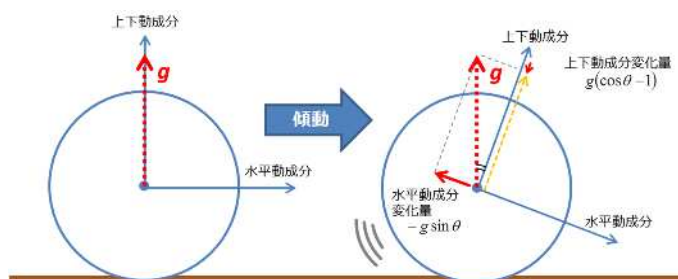 上下動成分
g
水平動成分
傾動
上下動成分
g
上下動成分変化量
g(cosθ−1)
水平動成分
変化量
−g sinθ
水平動成分